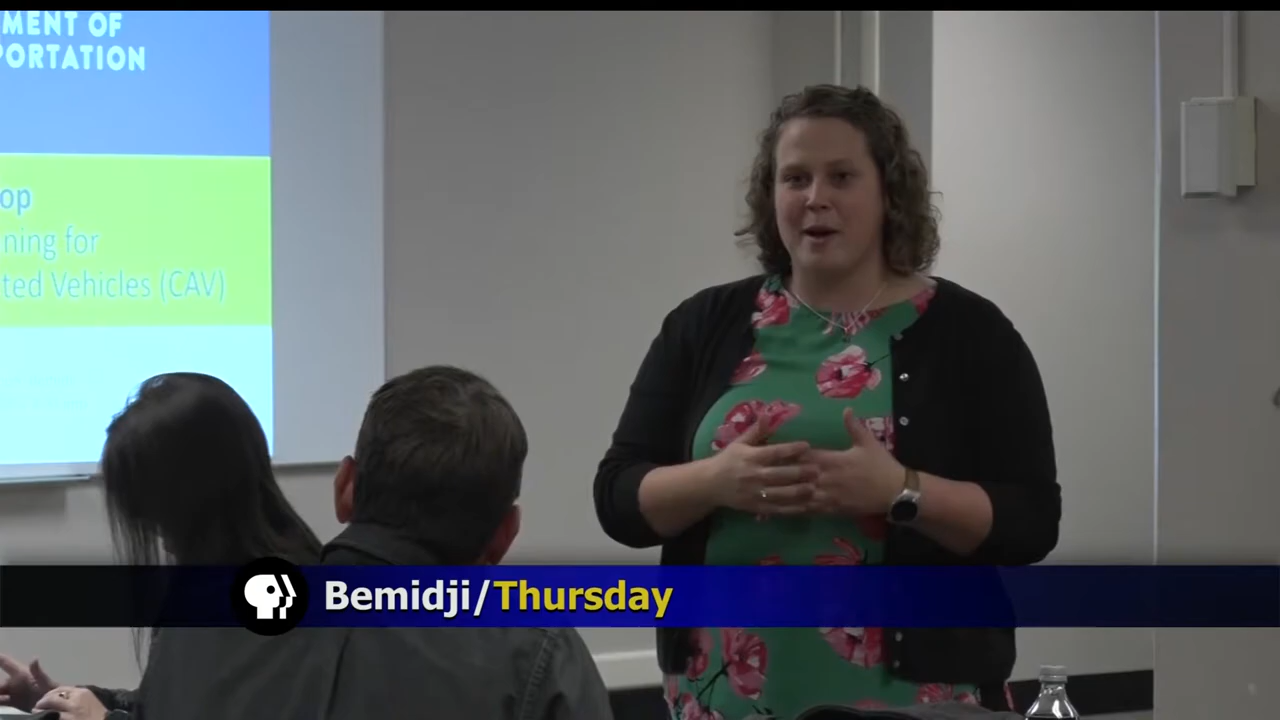 MENT OF
PORTATION
op
ning for
ted Vehicles (CAV)
Bemidji/Thursday